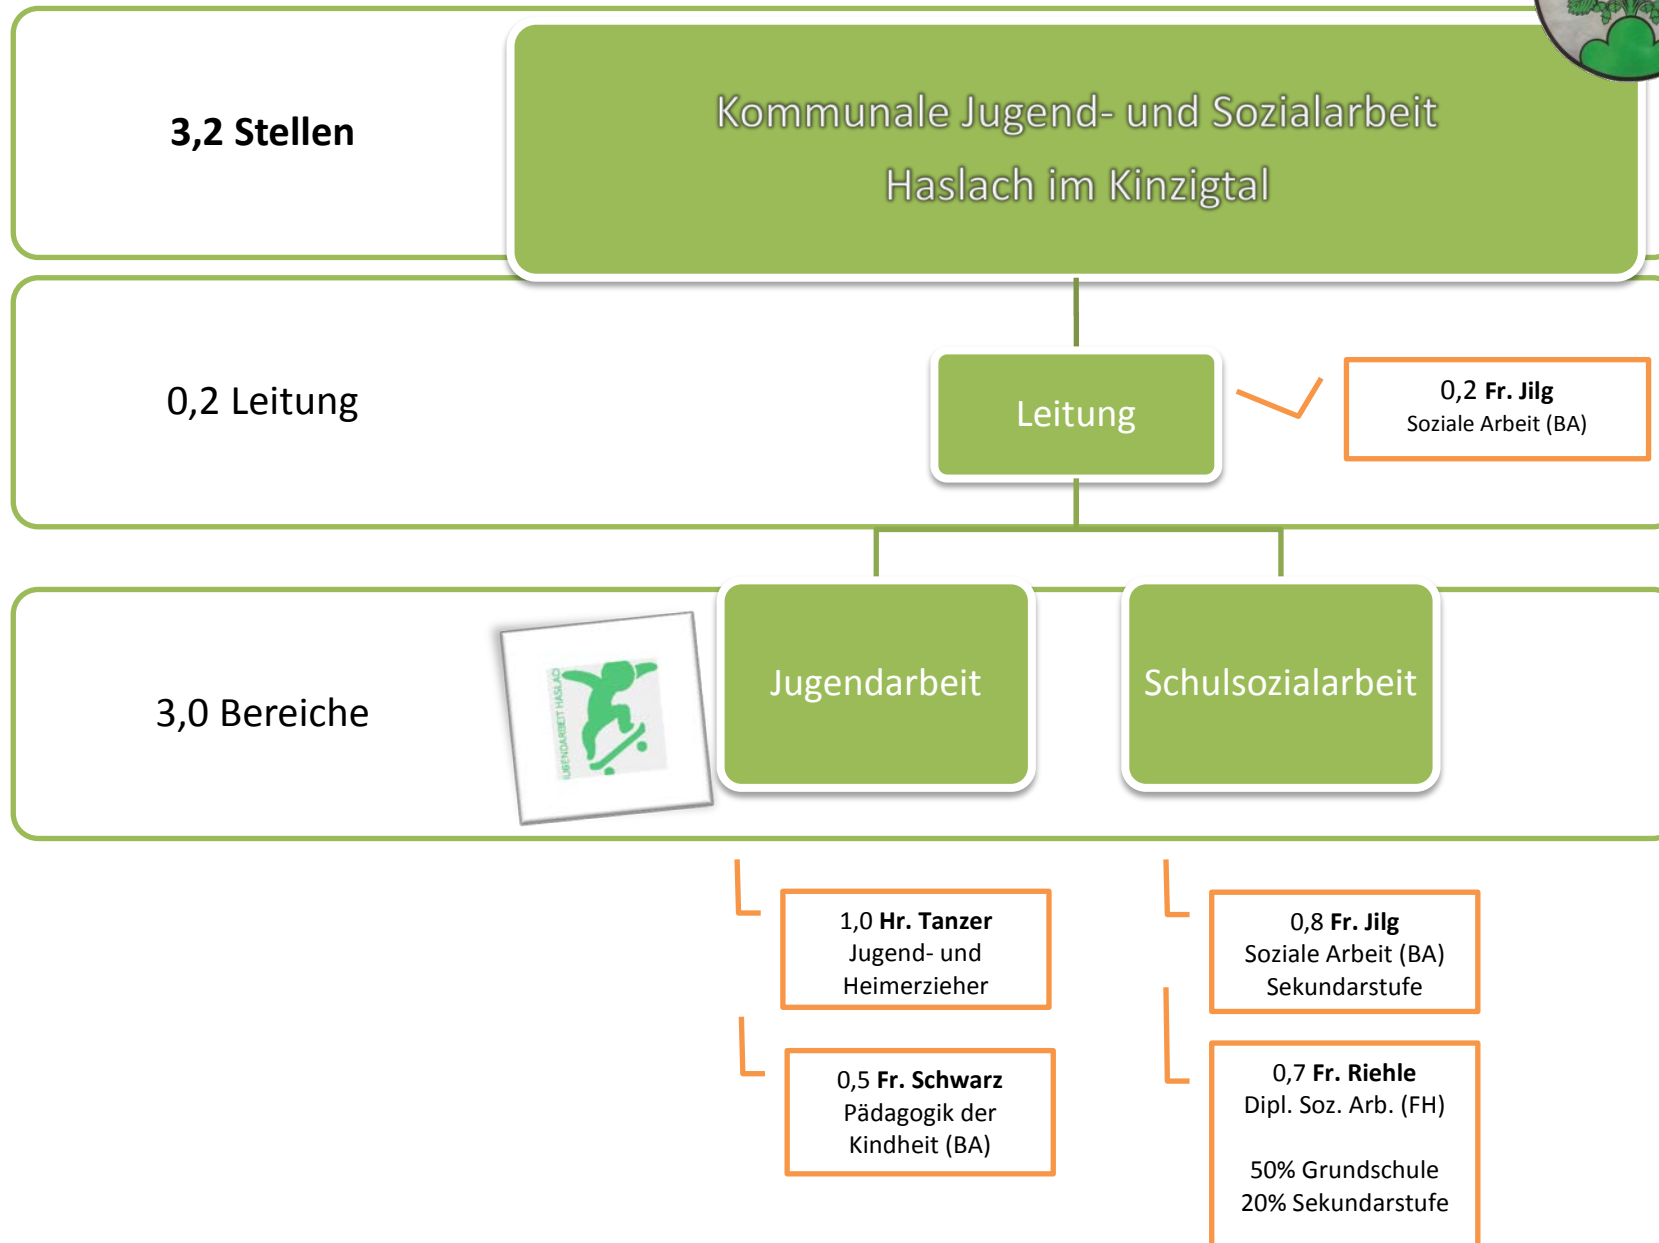 3,2 Stellen
Kommunale Jugend- und Sozialarbeit
Haslach im Kinzigtal
0,2 Leitung
Leitung
0,2 Fr. Jilg
Soziale Arbeit (BA)
3,0 Bereiche
JUGENDARBEIT HASLAC
Jugendarbeit
Schulsozialarbeit
1,0 Hr. Tanzer
Jugend- und
Heimerzieher
0,5 Fr. Schwarz
Pädagogik der
Kindheit (BA)
0,8 Fr. Jilg
Soziale Arbeit (BA)
Sekundarstufe
0,7 Fr. Riehle
Dipl. Soz. Arb. (FH)
50% Grundschule
20% Sekundarstufe